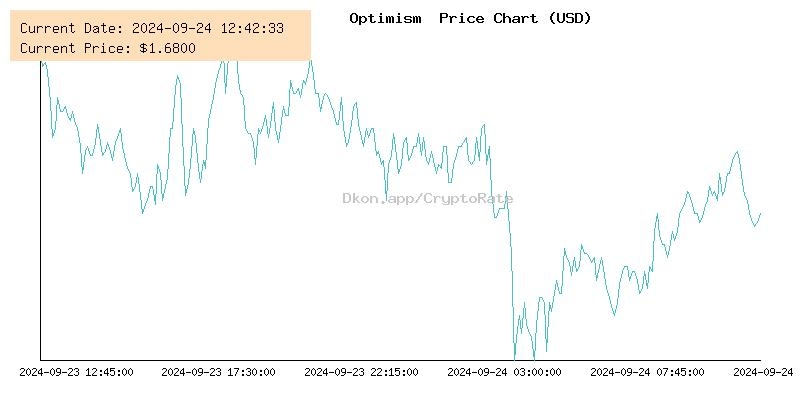 Optimism  Price Chart (USD)
Current Date: 2024-09-24 12:42:33
Current Price: $1.6800
Dkon.app/CryptoRate
2024-09-23 12:45:00 2024-09-23 17:30:00 2024-09-23 22:15:00 2024-09-24 03:00:00 2024-09-24 07:45:00 2024-09-24